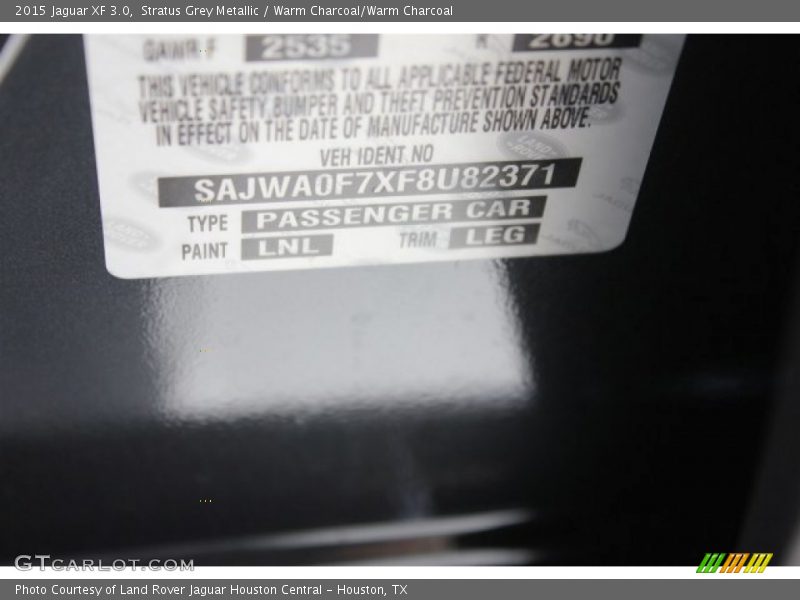 2015 Jaguar XF 3.0, Stratus Grey Metallic / Warm Charcoal/Warm Charcoal
GAWR F 2535 R 2890
THIS VEHICLE CONFORMS TO ALL APPLICABLE FEDERAL MOTOR
VEHICLE SAFETY,BUMPER AND THEFT PREVENTION STANDARDS
IN EFFECT ON THE DATE OF MANUFACTURE SHOWN ABOVE.
VEH IDENT NO
SAJWA0F7XF8U82371
TYPE PASSENGER CAR
PAINT LNL TRIM LEG
GTCARLOT.COM
Photo Courtesy of Land Rover Jaguar Houston Central – Houston, TX